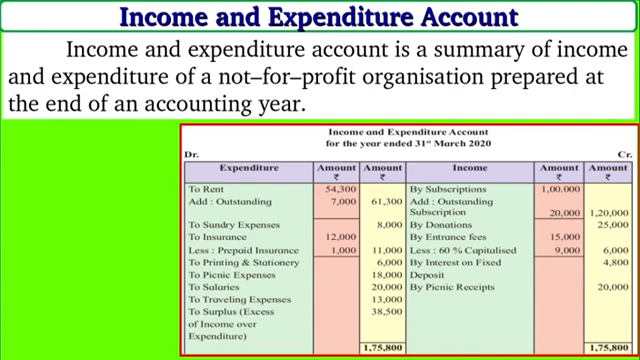 Income and Expenditure Account
Income and expenditure account is a summary of income
and expenditure of a not–for–profit organisation prepared at
the end of an accounting year.
Income and Expenditure Account
for the year ended 31st March 2020
Dr. Cr.
Expenditure Amount ₹ Amount ₹ Income Amount ₹ Amount ₹
To Rent 54,300 By Subscriptions 1,00.000
Add : Outstanding 7,000 61,300 Add : Outstanding
Subscription 20,000 1,20,000
To Sundry Expenses 8,000 By Donations 25,000
To Insurance 12,000 By Entrance fees 15,000
Less : Prepaid Insurance 1,000 11,000 Less : 60 % Capitalised 9,000 6,000
To Printing & Stationery 6,000 By Interest on Fixed 4,800
To Picnic Expenses 18,000 Deposit
To Salaries 20,000 By Picnic Receipts 20,000
To Traveling Expenses 13,000
To Surplus (Excess 38,500
of Income over
Expenditure)
1,75,800 1,75,800